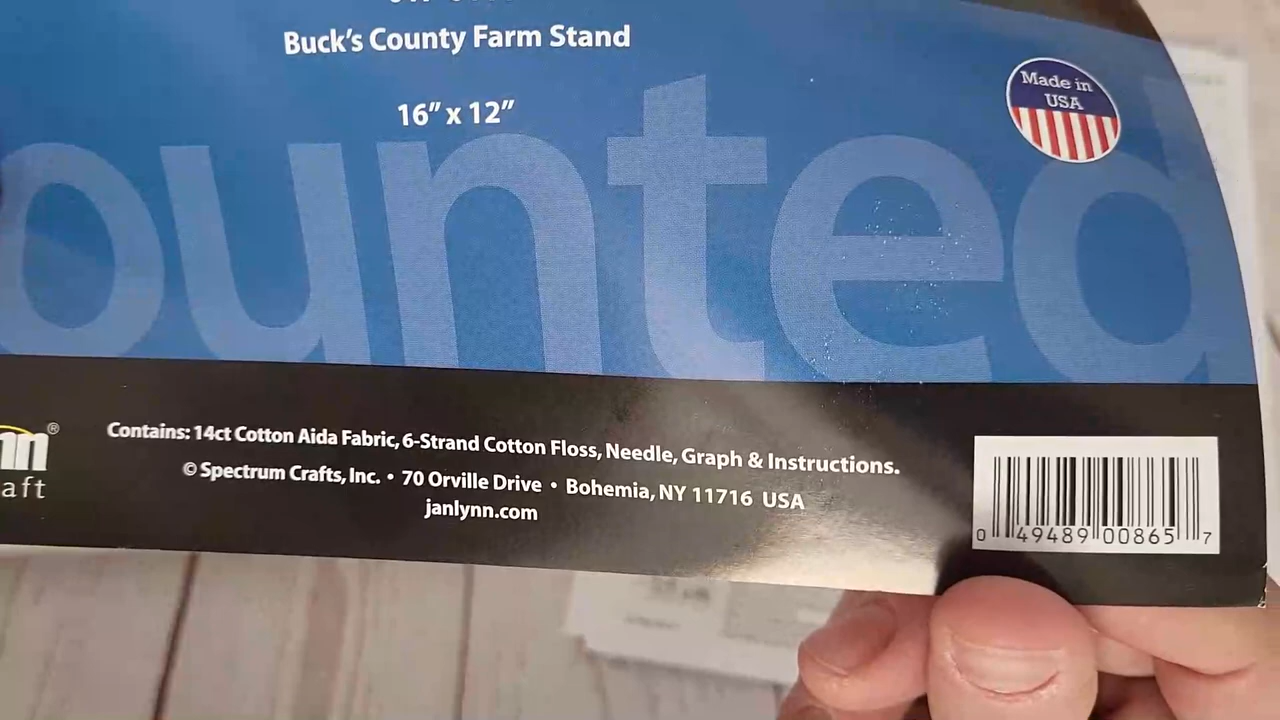 Buck's County Farm Stand
16” x 12”
Made in
USA
ounted
nn®
aft
Contains: 14ct Cotton Aida Fabric, 6-Strand Cotton Floss, Needle, Graph & Instructions.
© Spectrum Crafts, Inc. • 70 Orville Drive • Bohemia, NY 11716 USA
janlynn.com
0 49489 00865 7